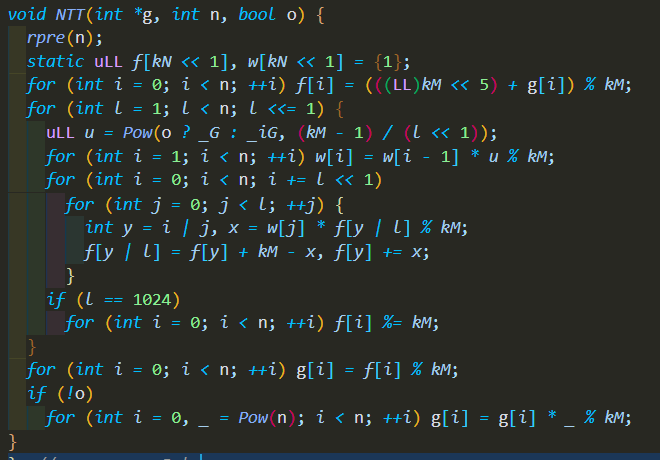 void NTT(int *g, int n, bool o) {
rpre(n);
static uLL f[kN << 1], w[kN << 1] = {1};
for (int i = 0; i < n; ++i) f[i] = (((LL)kM << 5) + g[i]) % kM;
for (int l = 1; l < n; l <<= 1) {
uLL u = Pow(o ? _G : _iG, (kM - 1) / (l << 1));
for (int i = 1; i < n; ++i) w[i] = w[i - 1] * u % kM;
for (int i = 0; i < n; i += l << 1)
for (int j = 0; j < l; ++j) {
int y = i | j, x = w[j] * f[y | l] % kM;
f[y | l] = f[y] + kM - x, f[y] += x;
}
if (l == 1024)
for (int i = 0; i < n; ++i) f[i] %= kM;
}
for (int i = 0; i < n; ++i) g[i] = f[i] % kM;
if (!o)
for (int i = 0, _ = Pow(n); i < n; ++i) g[i] = g[i] * _ % kM;
}